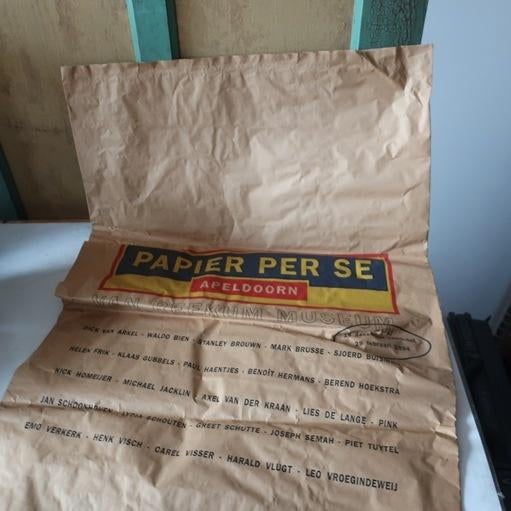 PAPIER PER SE
APELDOORN
VAN REEKUM MUSEUM
DICK VAN ARKEL - WALDO BIEN - STANLEY BROUWN - MARK BRUSSE - SJOERD BUISMAN
29 februari
HELEN FRIK - KLAAS GUBBELS - PAUL HAENTJES - BENOÎT HERMANS - BEREND HOEKSTRA
NICK HOMEIJER - MICHAEL JACKLIN - AXEL VAN DER KRAAN - LIES DE LANGE - PINK
JAN SCHOONHOVEN - LYDIA SCHOUTEN - GREET SCHUTTE - JOSEPH SEMAH - PIET TUYTEL
EMO VERKERK - HENK VISCH - CAREL VISSER - HARALD VLUGT - LEO VROEGINDEWEIJ